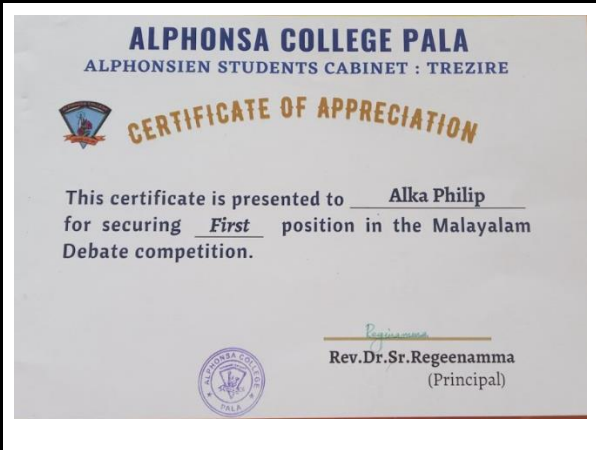 ALPHONSA COLLEGE PALA
ALPHONSIEN STUDENTS CABINET : TREZIRE
CERTIFICATE OF APPRECIATION
This certificate is presented to Alka Philip
for securing First position in the Malayalam
Debate competition.
Regeenamma
Rev.Dr.Sr.Regeenamma
(Principal)
ALPHONSA COLLEGE
PALA